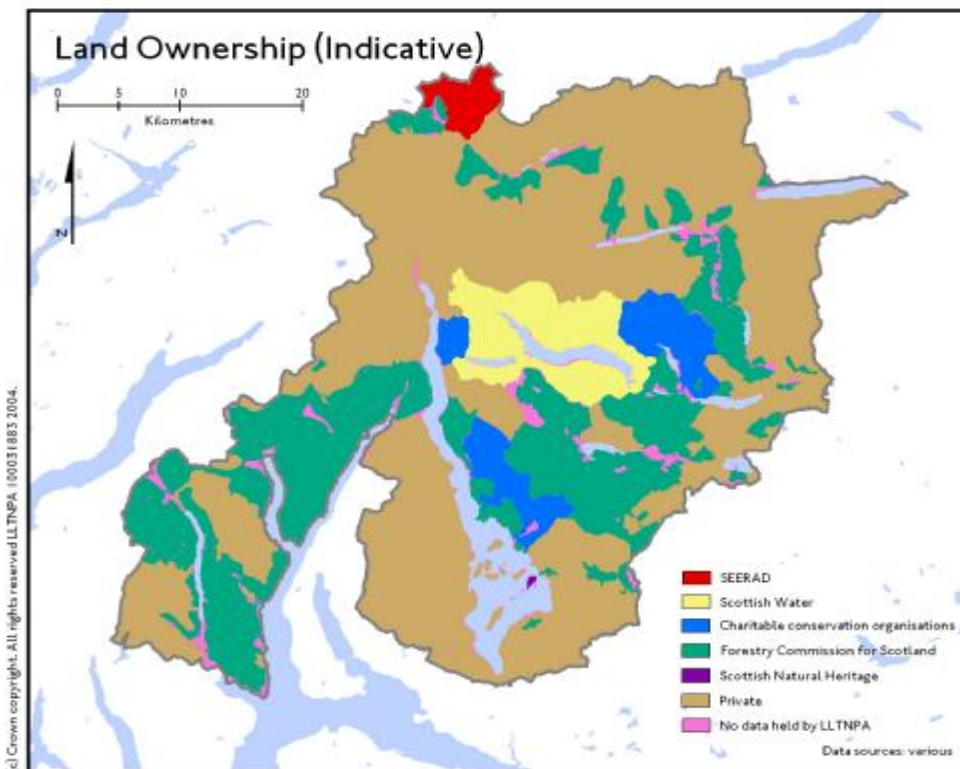 Land Ownership (Indicative)
0 5 10 20
Kilometres
N
(c) Crown copyright. All rights reserved LLTNPA 100031883 2004.
SEERAD
Scottish Water
Charitable conservation organisations
Forestry Commission for Scotland
Scottish Natural Heritage
Private
No data held by LLTNPA
Data sources: various